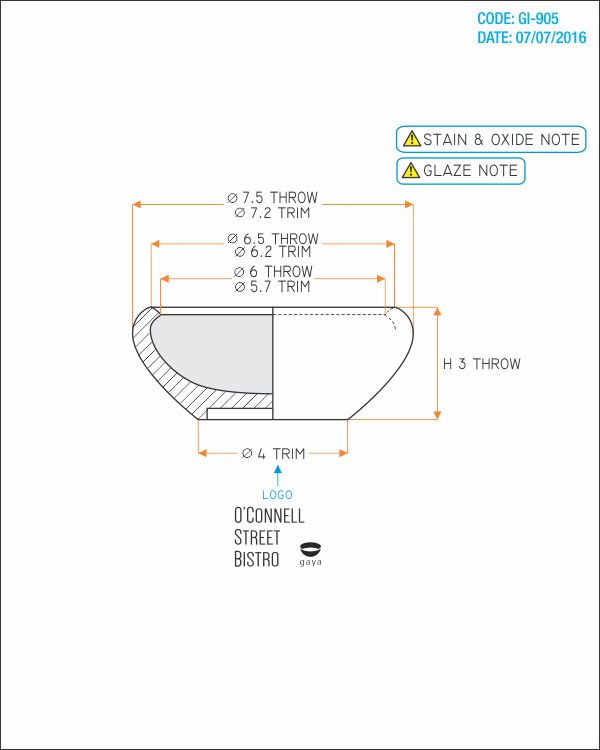 CODE: GI-905
DATE: 07/07/2016
STAIN & OXIDE NOTE
GLAZE NOTE
Ø 7.5 THROW
Ø 7.2 TRIM
Ø 6.5 THROW
Ø 6.2 TRIM
Ø 6 THROW
Ø 5.7 TRIM
H 3 THROW
Ø 4 TRIM
LOGO
O'CONNELL
STREET
BISTRO
gaya